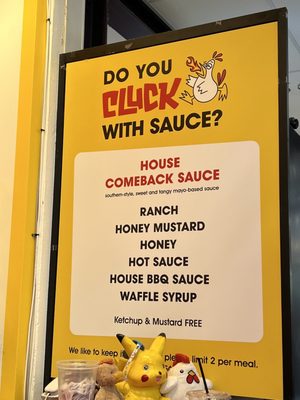 DO YOU
CLUCK
WITH SAUCE?
HOUSE
COMEBACK SAUCE
southern-style, sweet and tangy mayo-based sauce
RANCH
HONEY MUSTARD
HONEY
HOT SAUCE
HOUSE BBQ SAUCE
WAFFLE SYRUP
Ketchup & Mustard FREE
We like to keep limit 2 per meal.